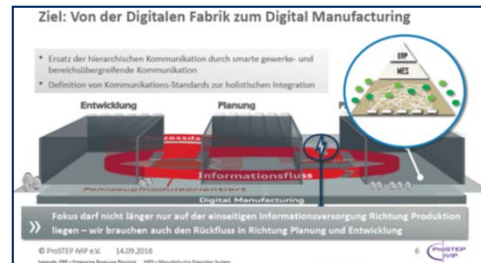 Ziel: Von der Digitalen Fabrik zum Digital Manufacturing
Ersatz der hierarchischen Kommunikation durch smarte gewerke- und
bereichsübergreifende Kommunikation
Definition von Kommunikations-Standards zur holistischen Integration
ERP
MES
Entwicklung
Planung
Informationsfluss
Digital Manufacturing
Fokus darf nicht länger nur auf der einseitigen Informationsversorgung Richtung Produktion
liegen – wir brauchen auch den Rückfluss in Richtung Planung und Entwicklung
© ProSTEP iViP e.V. 14.09.2016
6
ProSTEP
iViP